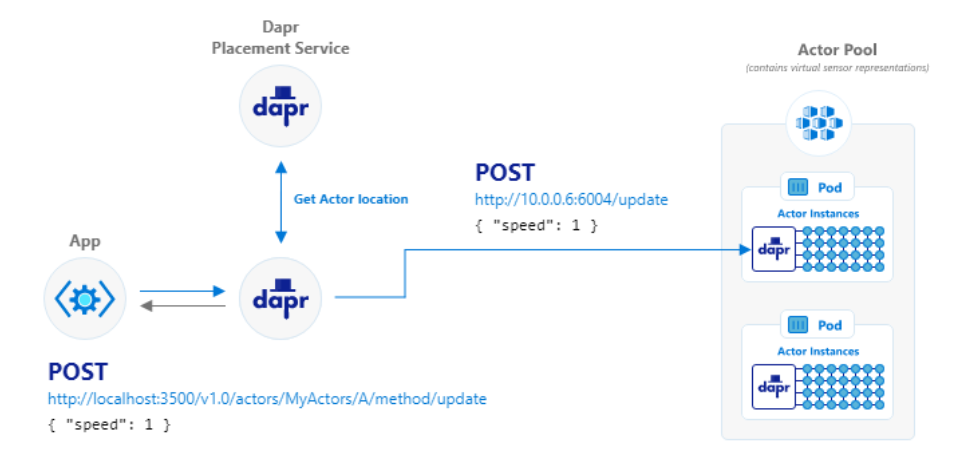 Dapr
Placement Service
dapr
Get Actor location
App
dapr
POST
http://localhost:3500/v1.0/actors/MyActors/A/method/update
{ "speed": 1 }
POST
http://10.0.0.6:6004/update
{ "speed": 1 }
Actor Pool
(contains virtual sensor representations)
Pod
Actor Instances
dapr
Pod
Actor Instances
dapr